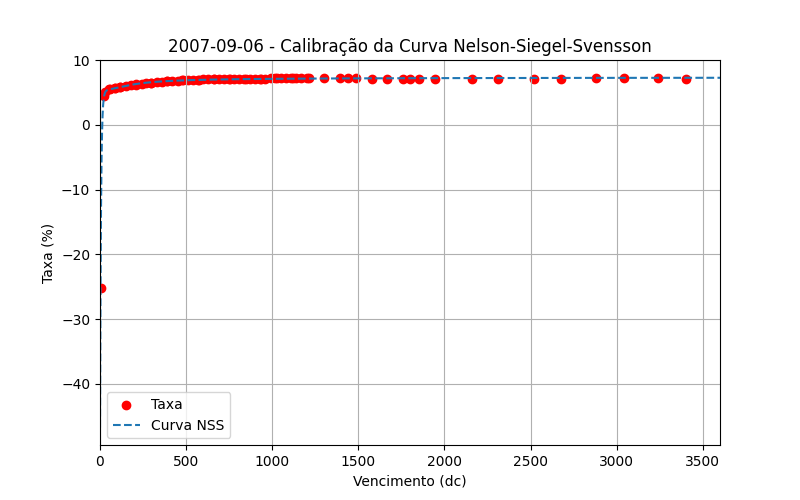 2007-09-06 - Calibração da Curva Nelson-Siegel-Svensson
Taxa (%)
10
0
−10
−20
−30
−40
Taxa
Curva NSS
0 500 1000 1500 2000 2500 3000 3500
Vencimento (dc)